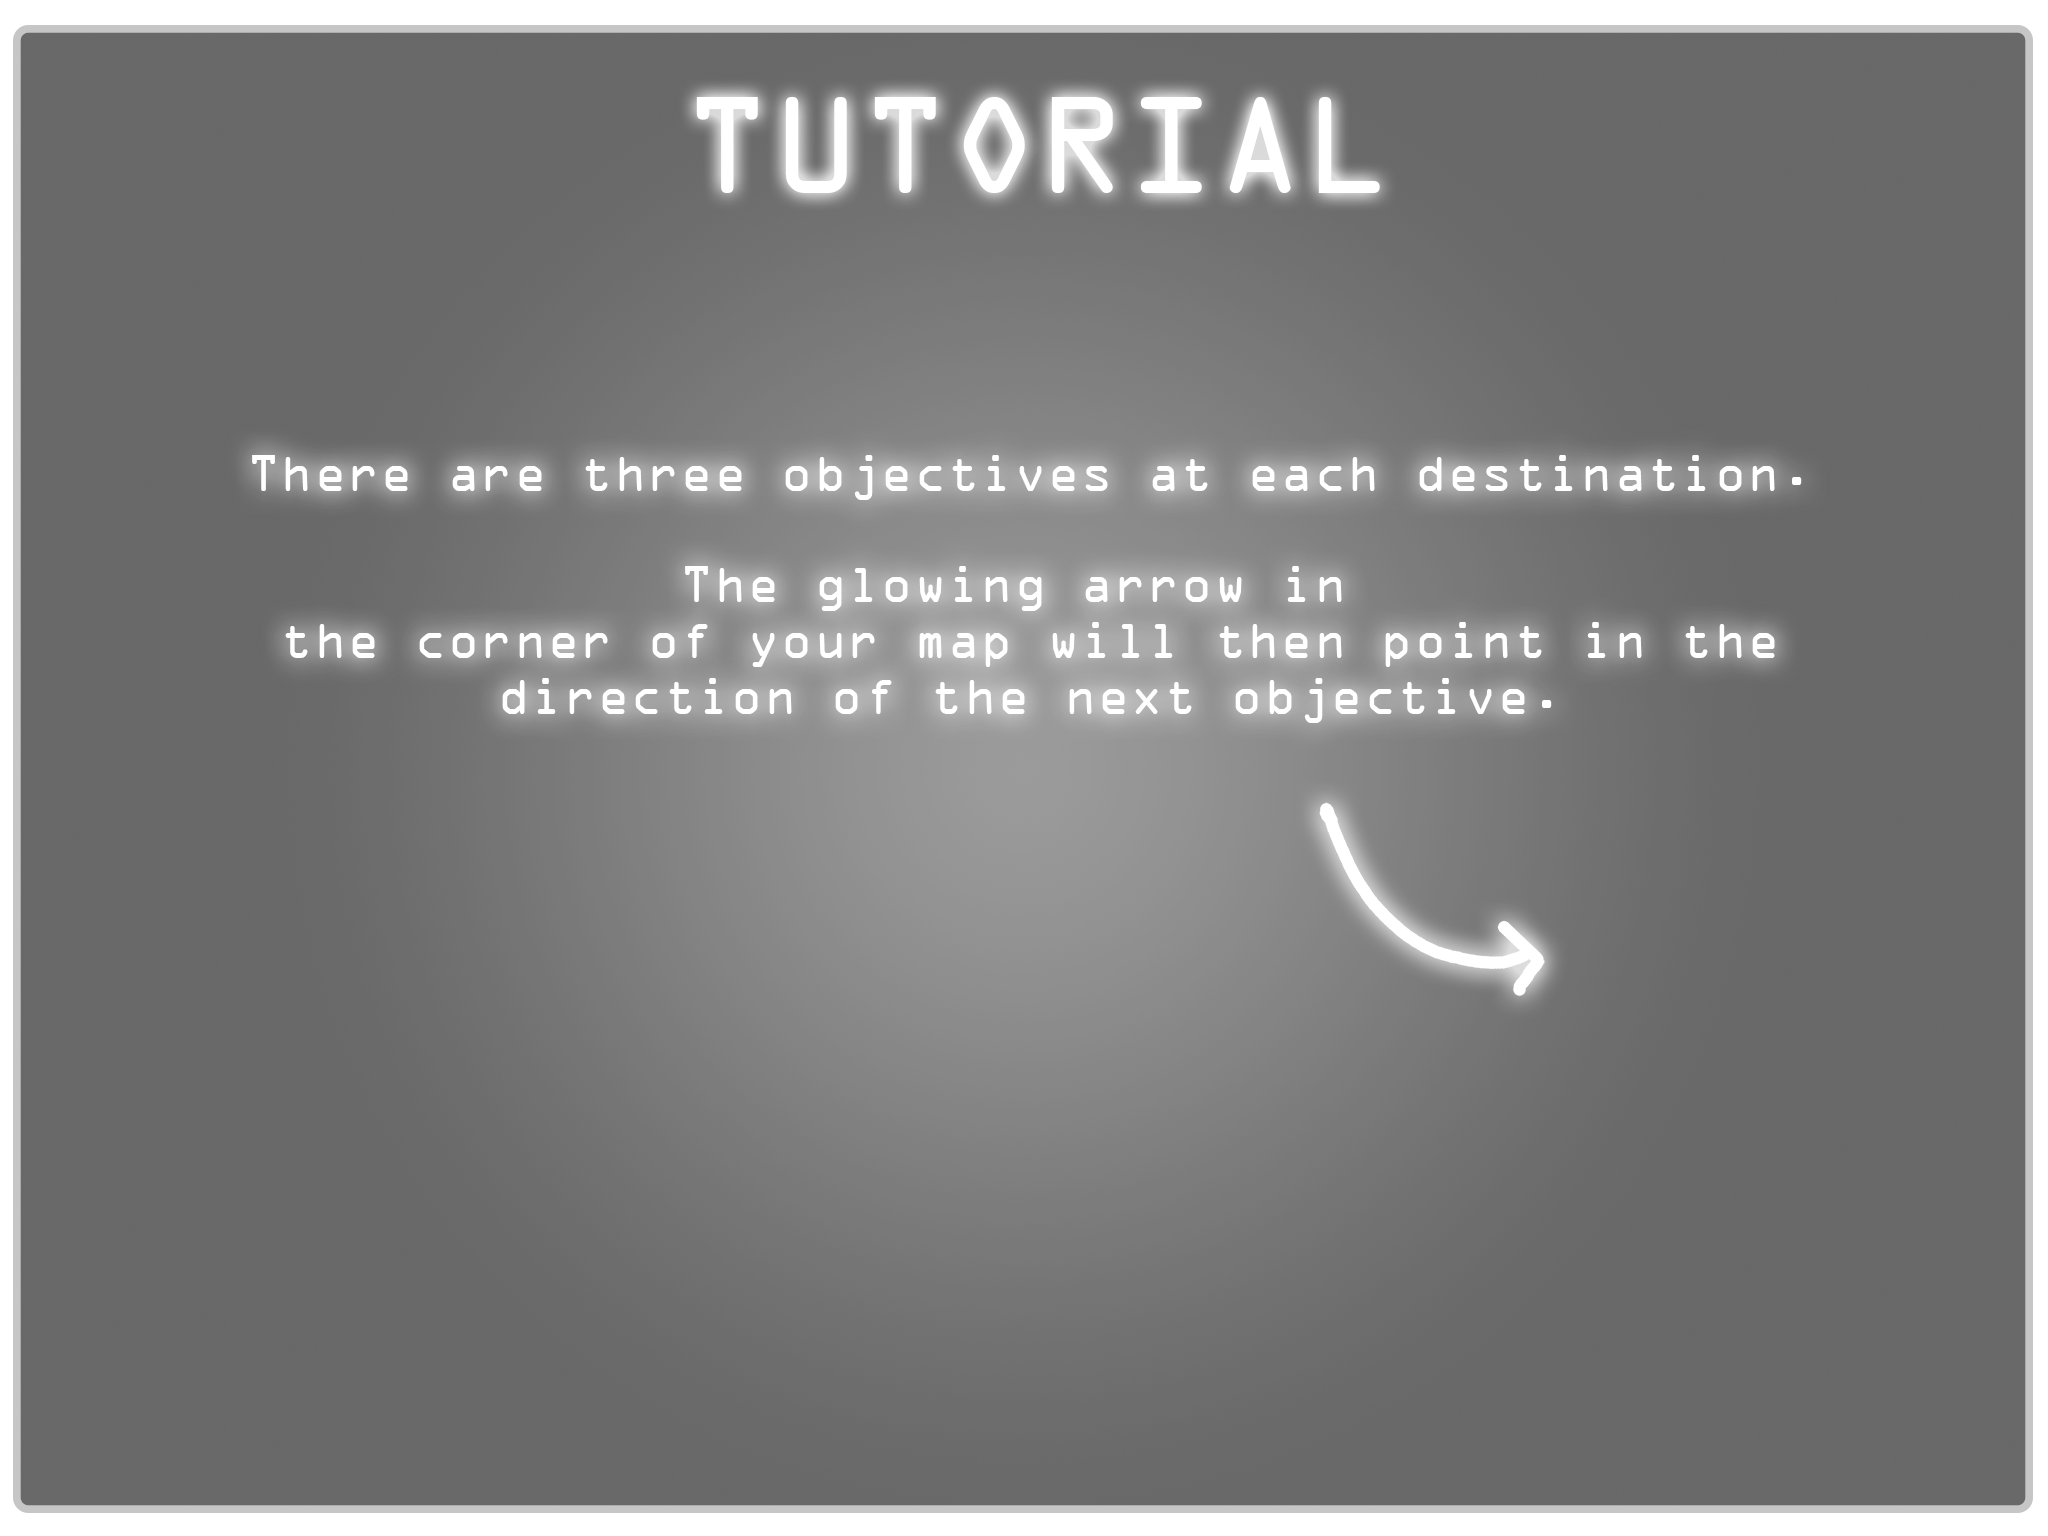 TUTORIAL
There are three objectives at each destination.
The glowing arrow in
the corner of your map will then point in the
direction of the next objective.